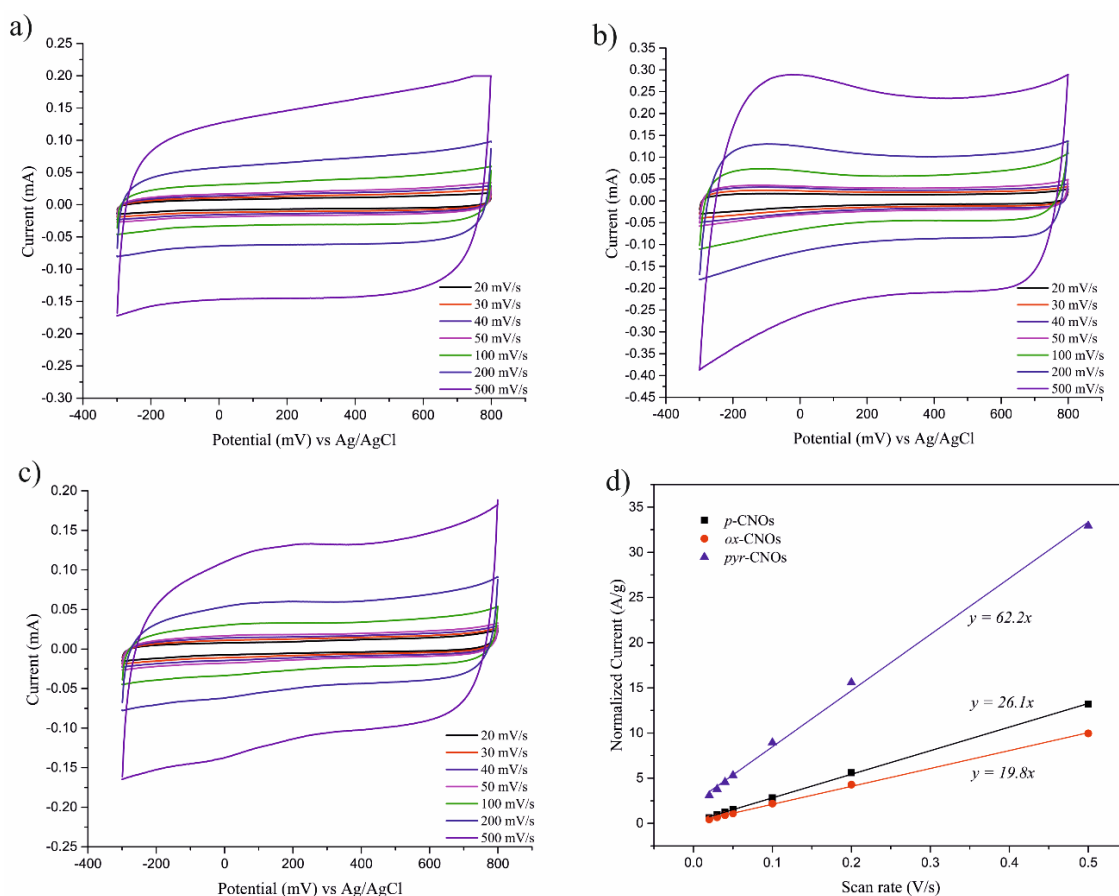 a)
0.25
0.20
0.15
0.10
0.05
0.00
-0.05
-0.10
-0.15
-0.20
-0.25
-0.30
Current (mA)
-400
-200
0
200
400
600
800
Potential (mV) vs Ag/AgCl
20 mV/s
30 mV/s
40 mV/s
50 mV/s
100 mV/s
200 mV/s
500 mV/s
b)
0.35
0.30
0.25
0.20
0.15
0.10
0.05
0.00
-0.05
-0.10
-0.15
-0.20
-0.25
-0.30
-0.35
-0.40
-0.45
Current (mA)
-400
-200
0
200
400
600
800
Potential (mV) vs Ag/AgCl
20 mV/s
30 mV/s
40 mV/s
50 mV/s
100 mV/s
200 mV/s
500 mV/s
c)
0.20
0.15
0.10
0.05
0.00
-0.05
-0.10
-0.15
-0.20
-0.25
Current (mA)
-400
-200
0
200
400
600
800
Potential (mV) vs Ag/AgCl
20 mV/s
30 mV/s
40 mV/s
50 mV/s
100 mV/s
200 mV/s
500 mV/s
d)
35
30
25
20
15
10
5
0
Normalized Current (A/g)
p-CNOs
ox-CNOs
pyr-CNOs
y = 62.2x
y = 26.1x
y = 19.8x
0.0
0.1
0.2
0.3
0.4
0.5
Scan rate (V/s)